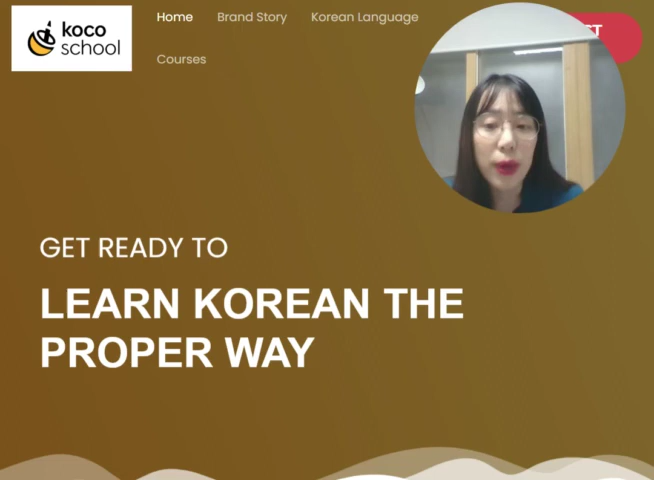 koco
school
Home Brand Story Korean Language
Courses
GET READY TO
LEARN KOREAN THE
PROPER WAY